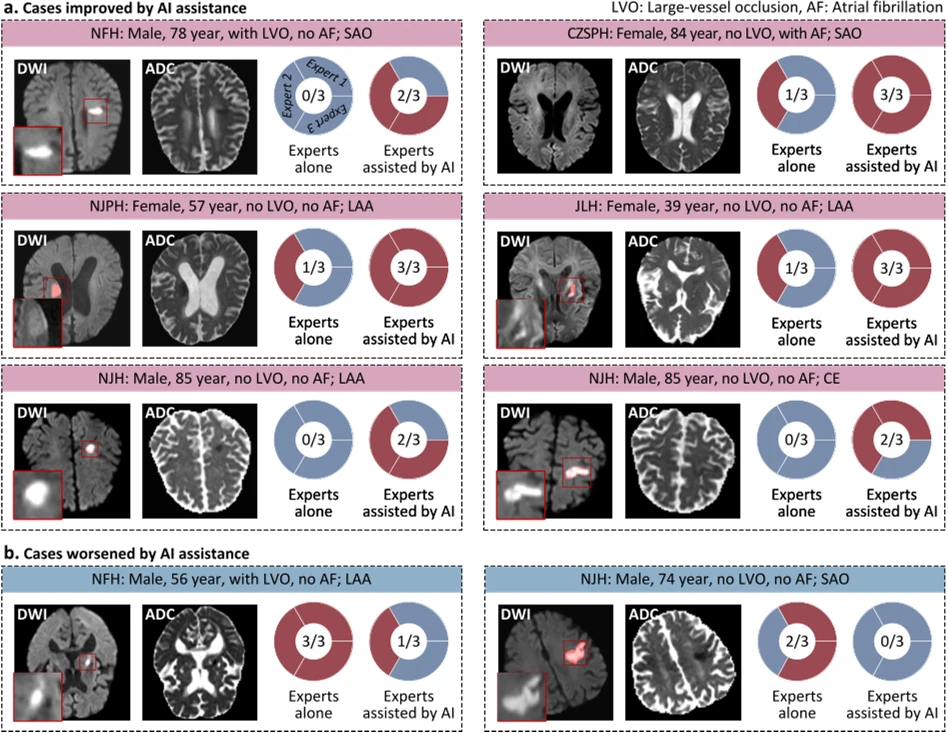 a. Cases improved by AI assistance
LVO: Large-vessel occlusion, AF: Atrial fibrillation
NFH: Male, 78 year, with LVO, no AF; SAO
DWI
ADC
Expert 1
Expert 2
Expert 3
0/3
2/3
Experts
alone
Experts
assisted by AI
CZSPH: Female, 84 year, no LVO, with AF; SAO
DWI
ADC
1/3
3/3
Experts
alone
Experts
assisted by AI
NJPH: Female, 57 year, no LVO, no AF; LAA
DWI
ADC
1/3
3/3
Experts
alone
Experts
assisted by AI
JLH: Female, 39 year, no LVO, no AF; LAA
DWI
ADC
1/3
3/3
Experts
alone
Experts
assisted by AI
NJH: Male, 85 year, no LVO, no AF; LAA
DWI
ADC
0/3
2/3
Experts
alone
Experts
assisted by AI
NJH: Male, 85 year, no LVO, no AF; CE
DWI
ADC
0/3
2/3
Experts
alone
Experts
assisted by AI
b. Cases worsened by AI assistance
NFH: Male, 56 year, with LVO, no AF; LAA
DWI
ADC
3/3
1/3
Experts
alone
Experts
assisted by AI
NJH: Male, 74 year, no LVO, no AF; SAO
DWI
ADC
2/3
0/3
Experts
alone
Experts
assisted by AI